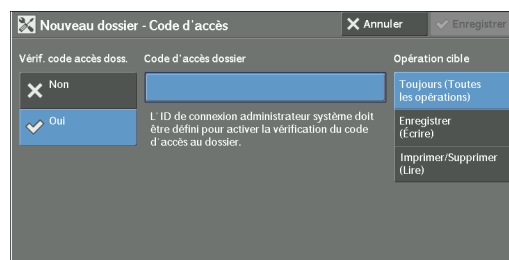 Nouveau dossier - Code d'accès
Annuler
Enregistrer
Vérif. code accès doss.
Non
Oui
Code d'accès dossier
L'ID de connexion administrateur système doit
être défini pour activer la vérification du code
d'accès au dossier.
Opération cible
Toujours (Toutes
les opérations)
Enregistrer
(Écrire)
Imprimer/Supprimer
(Lire)